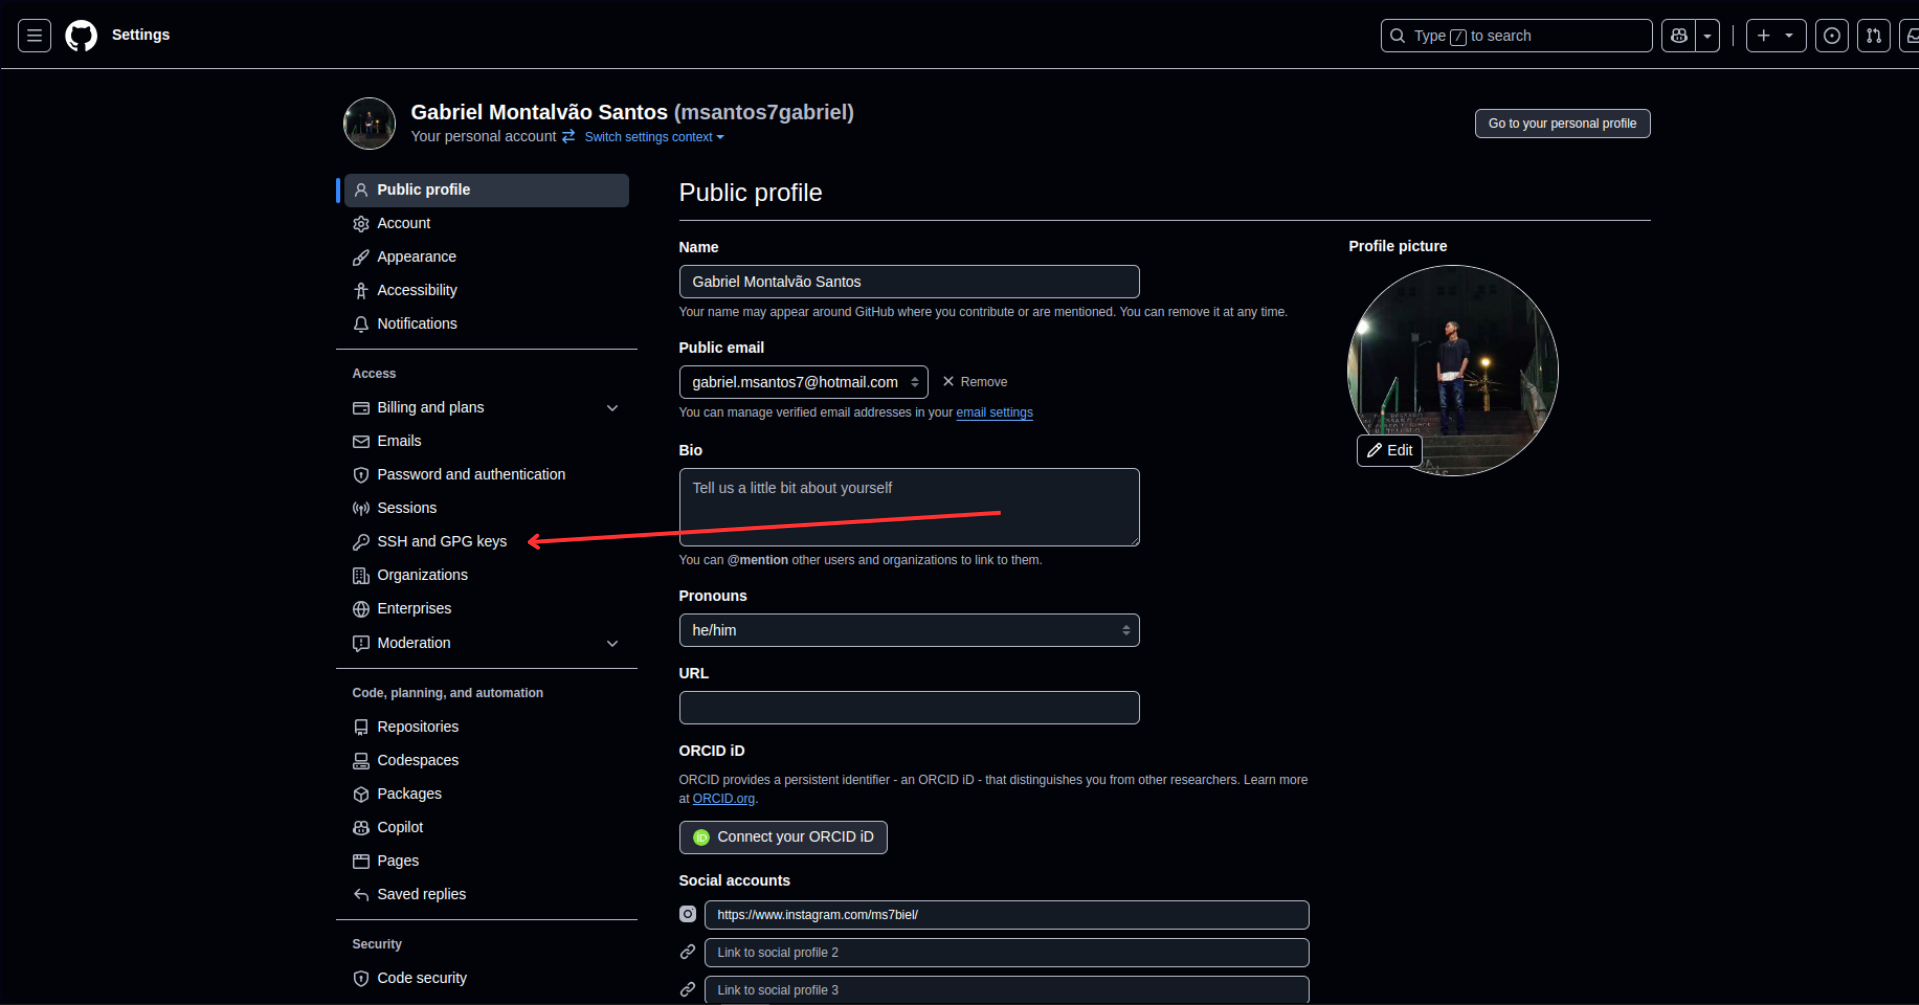 Settings
Type / to search
Gabriel Montalvão Santos (msantos7gabriel)
Your personal account Switch settings context
Go to your personal profile
Public profile
Account
Appearance
Accessibility
Notifications
Access
Billing and plans
Emails
Password and authentication
Sessions
SSH and GPG keys
Organizations
Enterprises
Moderation
Code, planning, and automation
Repositories
Codespaces
Packages
Copilot
Pages
Saved replies
Security
Code security
Public profile
Name
Gabriel Montalvão Santos
Your name may appear around GitHub where you contribute or are mentioned. You can remove it at any time.
Public email
gabriel.msantos7@hotmail.com Remove
You can manage verified email addresses in your email settings
Bio
Tell us a little bit about yourself
You can @mention other users and organizations to link to them.
Pronouns
he/him
URL
ORCID iD
ORCID provides a persistent identifier - an ORCID iD - that distinguishes you from other researchers. Learn more
at ORCID.org.
iD Connect your ORCID iD
Social accounts
https://www.instagram.com/ms7biel/
Link to social profile 2
Link to social profile 3
Profile picture
Edit